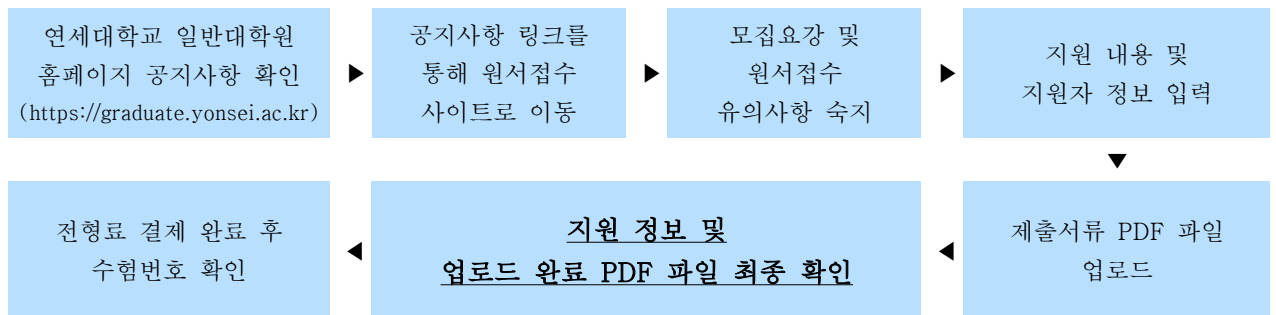 연세대학교 일반대학원
홈페이지 공지사항 확인
(https://graduate.yonsei.ac.kr)
▶
공지사항 링크를
통해 원서접수
사이트로 이동
▶
모집요강 및
원서접수
유의사항 숙지
▶
지원 내용 및
지원자 정보 입력
▼
제출서류 PDF 파일
업로드
◀
지원 정보 및
업로드 완료 PDF 파일 최종 확인
◀
전형료 결제 완료 후
수험번호 확인